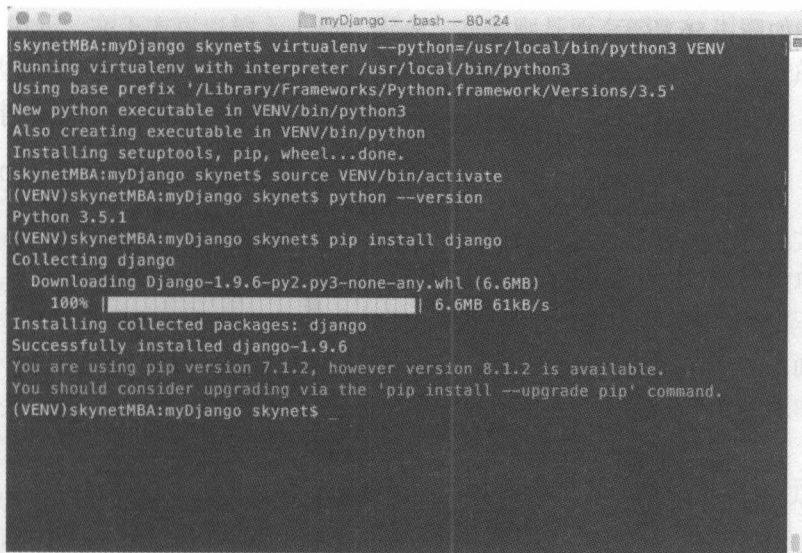 myDjango — -bash — 80×24
skynetMBA:myDjango skynet$ virtualenv --python=/usr/local/bin/python3 VENV
Running virtualenv with interpreter /usr/local/bin/python3
Using base prefix '/Library/Frameworks/Python.framework/Versions/3.5'
New python executable in VENV/bin/python3
Also creating executable in VENV/bin/python
Installing setuptools, pip, wheel...done.
skynetMBA:myDjango skynet$ source VENV/bin/activate
(VENV)skynetMBA:myDjango skynet$ python --version
Python 3.5.1
(VENV)skynetMBA:myDjango skynet$ pip install django
Collecting django
  Downloading Django-1.9.6-py2.py3-none-any.whl (6.6MB)
    100% |████████████████████████████████| 6.6MB 61kB/s
Installing collected packages: django
Successfully installed django-1.9.6
You are using pip version 7.1.2, however version 8.1.2 is available.
You should consider upgrading via the 'pip install --upgrade pip' command.
(VENV)skynetMBA:myDjango skynet$ _